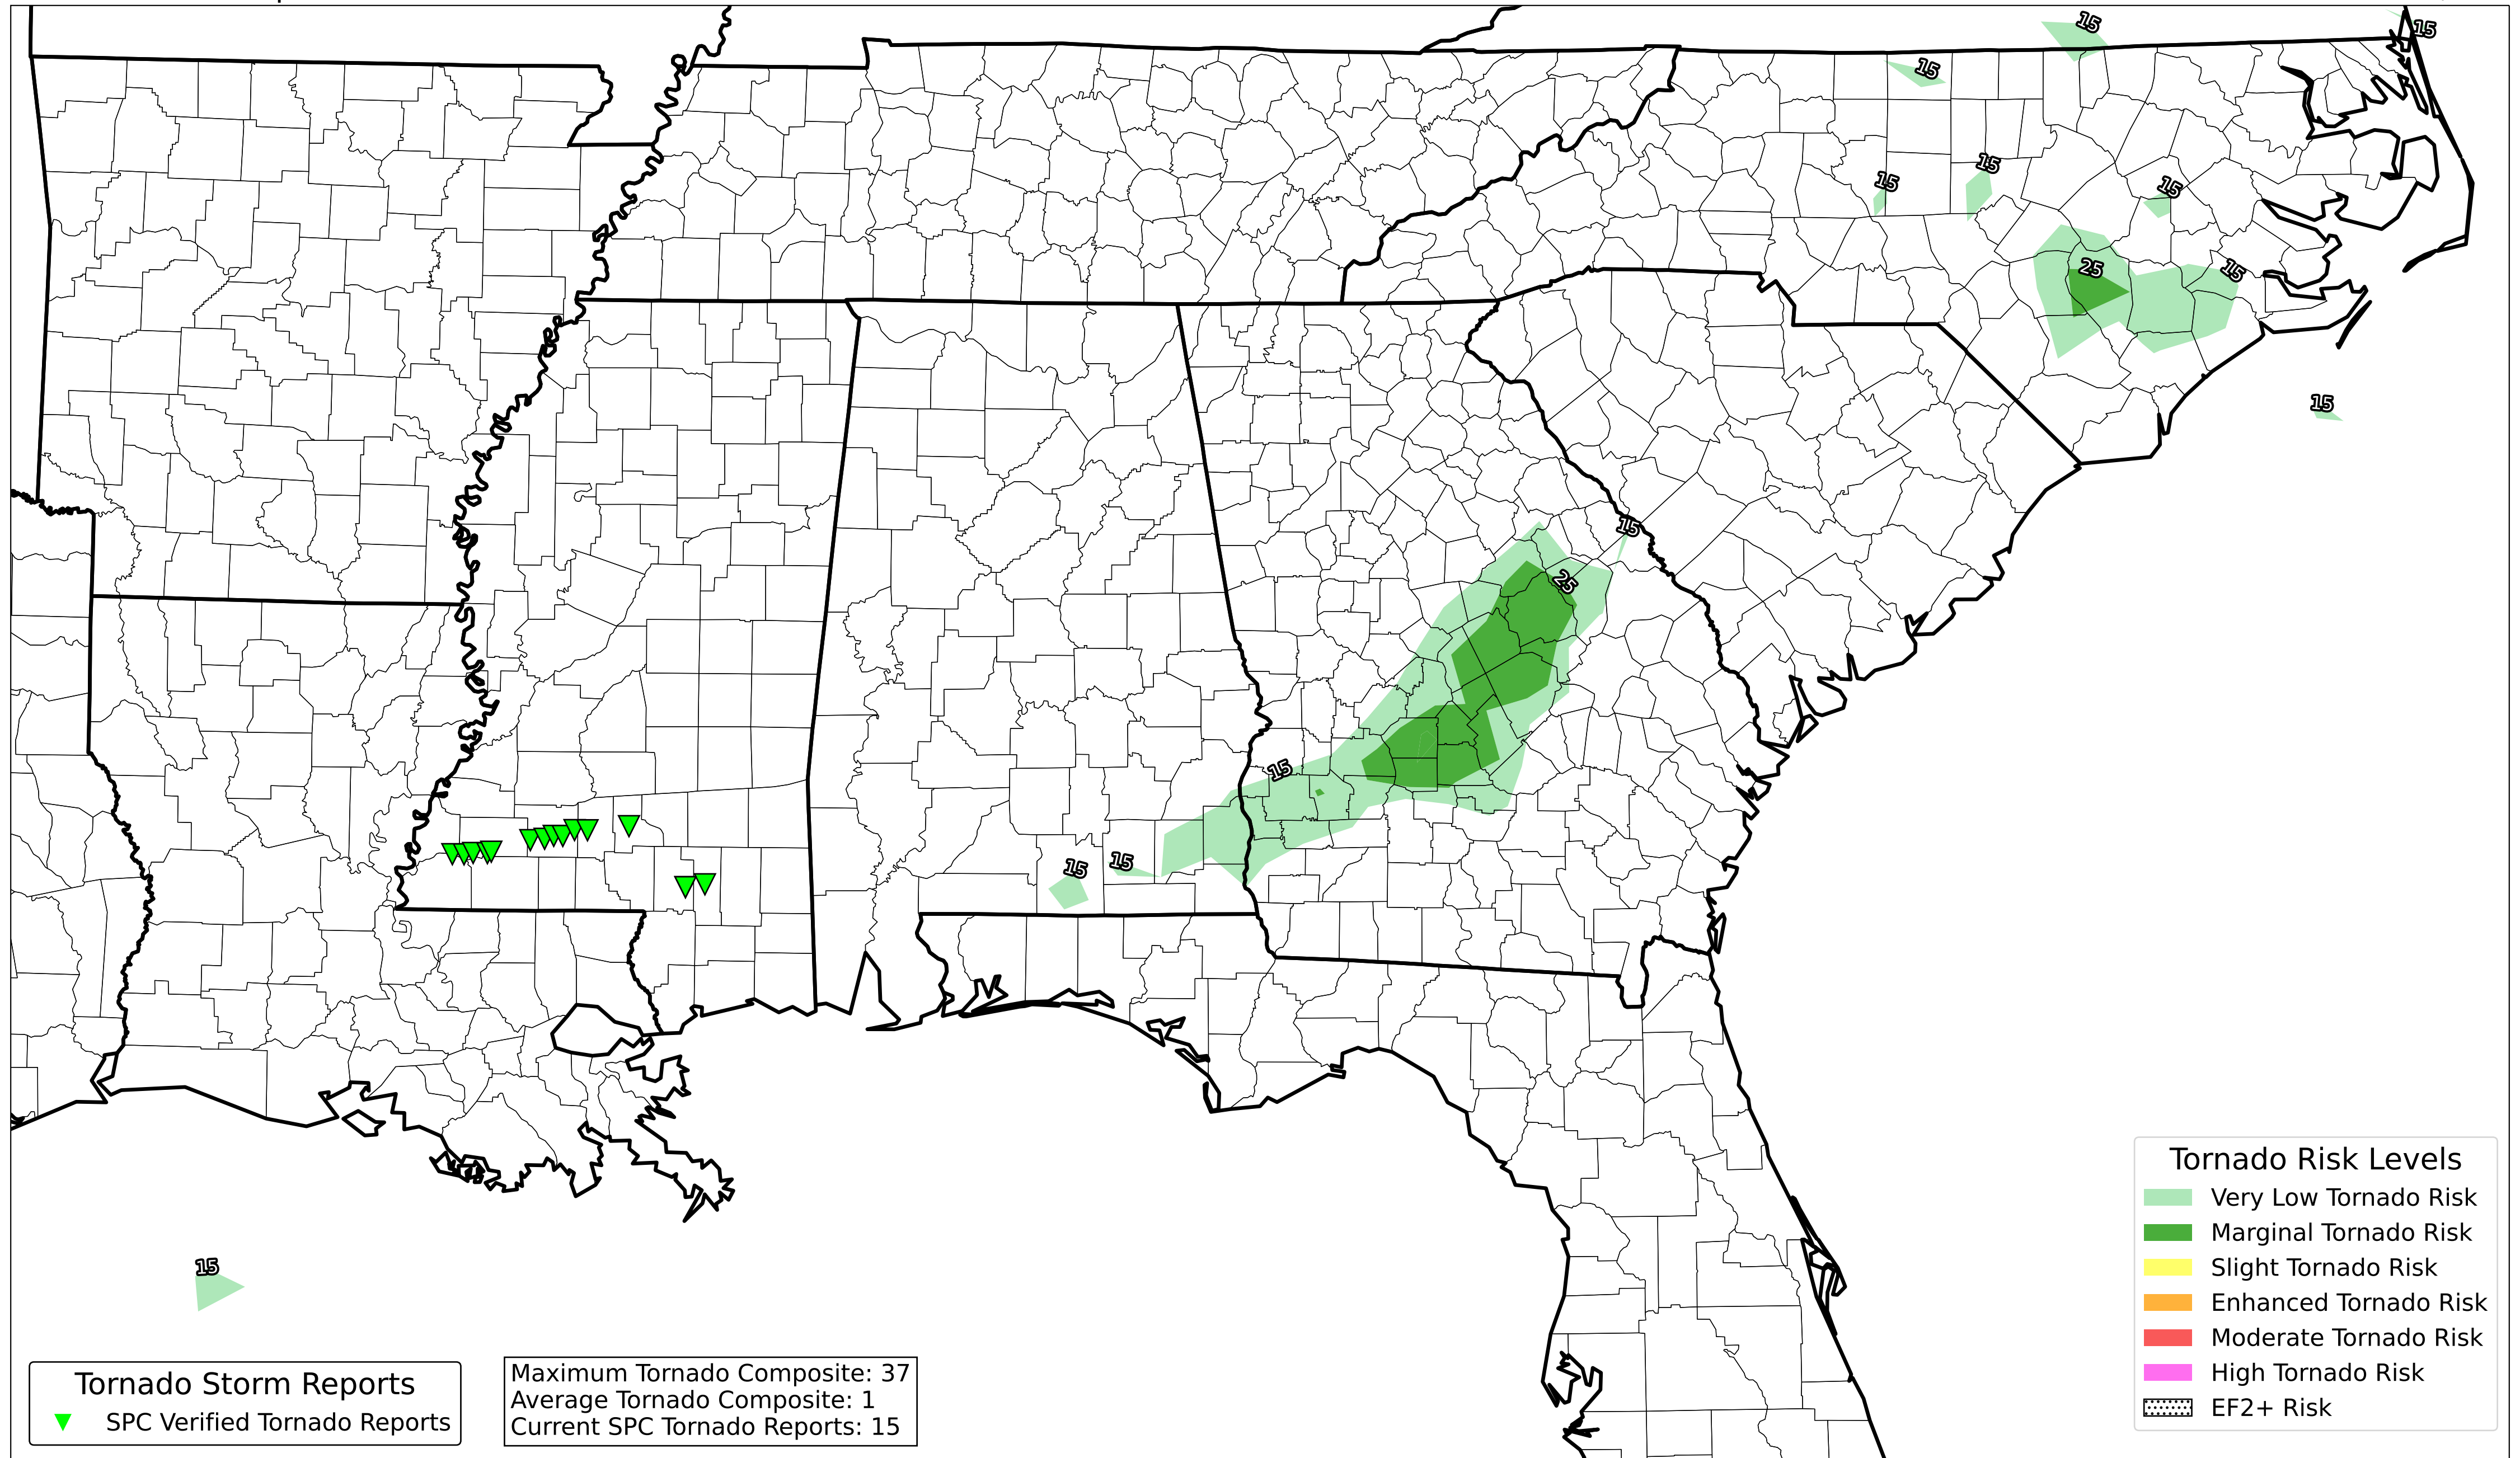 15
15
15
15
15
15
25
15
15
15
25
15
15
15
15
Tornado Risk Levels
Very Low Tornado Risk
Marginal Tornado Risk
Slight Tornado Risk
Enhanced Tornado Risk
Moderate Tornado Risk
High Tornado Risk
EF2+ Risk
Tornado Storm Reports
SPC Verified Tornado Reports
Maximum Tornado Composite: 37
Average Tornado Composite: 1
Current SPC Tornado Reports: 15